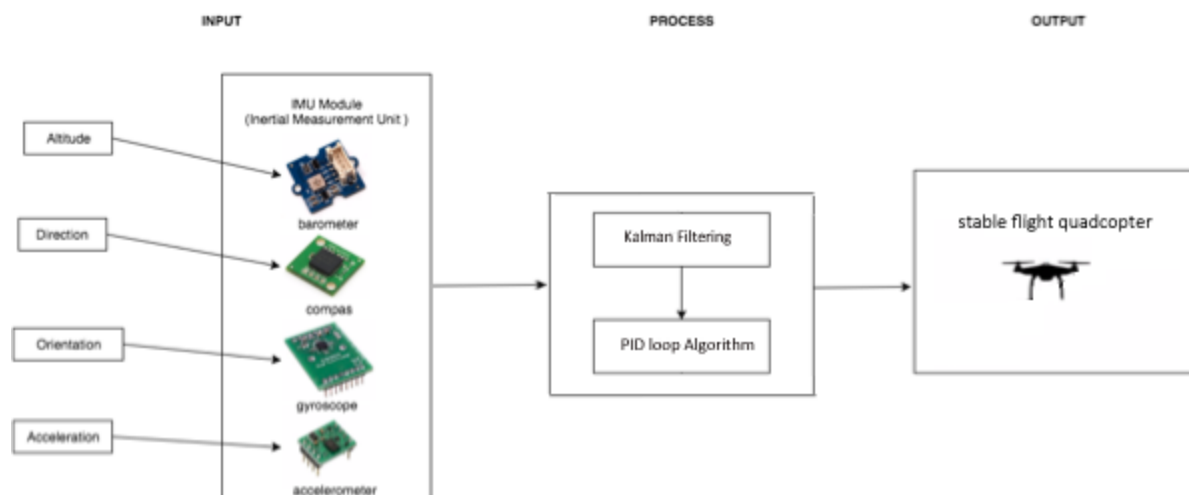 INPUT
PROCESS
OUTPUT
IMU Module
(Inertial Measurement Unit )
Altitude
barometer
Direction
compas
Orientation
gyroscope
Acceleration
accelerometer
Kalman Filtering
PID loop Algorithm
stable flight quadcopter